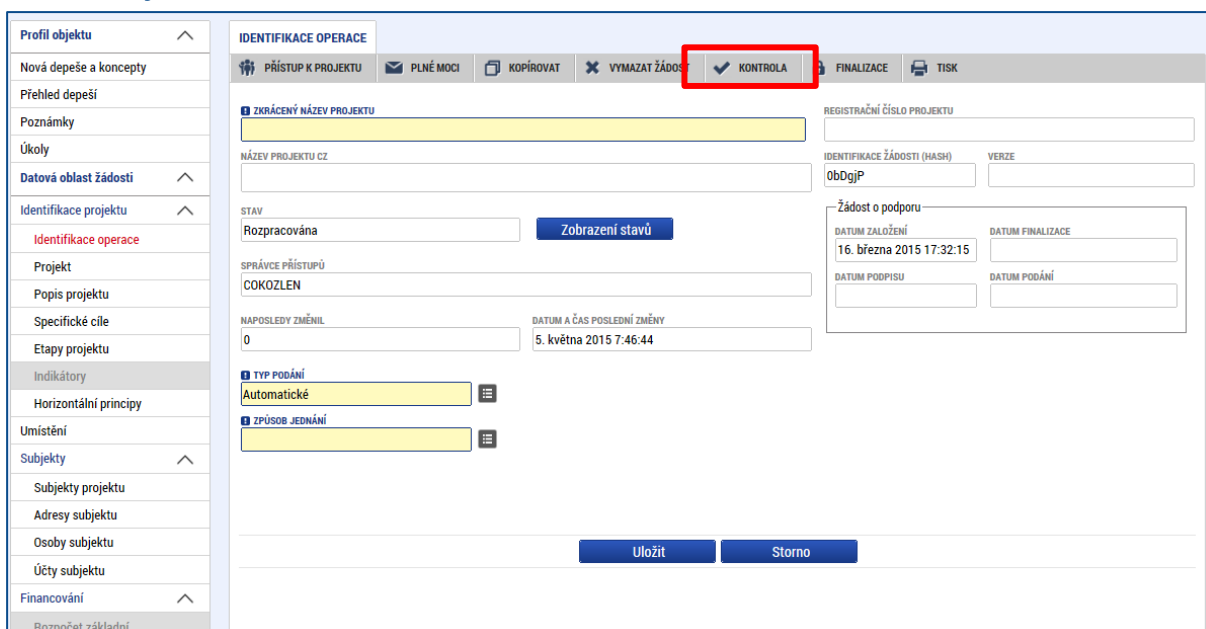 Profil objektu
Nová depeše a koncepty
Přehled depeší
Poznámky
Úkoly
Datová oblast žádosti
Identifikace projektu
Identifikace operace
Projekt
Popis projektu
Specifické cíle
Etapy projektu
Indikátory
Horizontální principy
Umístění
Subjekty
Subjekty projektu
Adresy subjektu
Osoby subjektu
Účty subjektu
Financování
Rozpočet základní
IDENTIFIKACE OPERACE
PŘÍSTUP K PROJEKTU PLNÉ MOCI KOPÍROVAT VYMAZAT ŽÁDOST KONTROLA FINALIZACE TISK
ZKRÁCENÝ NÁZEV PROJEKTU
NÁZEV PROJEKTU CZ
STAV
Rozpracována Zobrazení stavů
SPRÁVCE PŘÍSTUPŮ
COKOZLEN
NAPOSLEDY ZMĚNIL DATUM A ČAS POSLEDNÍ ZMĚNY
0 5. května 2015 7:46:44
TYP PODÁNÍ
Automatické
ZPŮSOB JEDNÁNÍ
REGISTRAČNÍ ČÍSLO PROJEKTU
IDENTIFIKACE ŽÁDOSTI (HASH) VERZE
0bDgjP
Žádost o podporu
DATUM ZALOŽENÍ DATUM FINALIZACE
16. března 2015 17:32:15
DATUM PODPISU DATUM PODÁNÍ
Uložit Storno